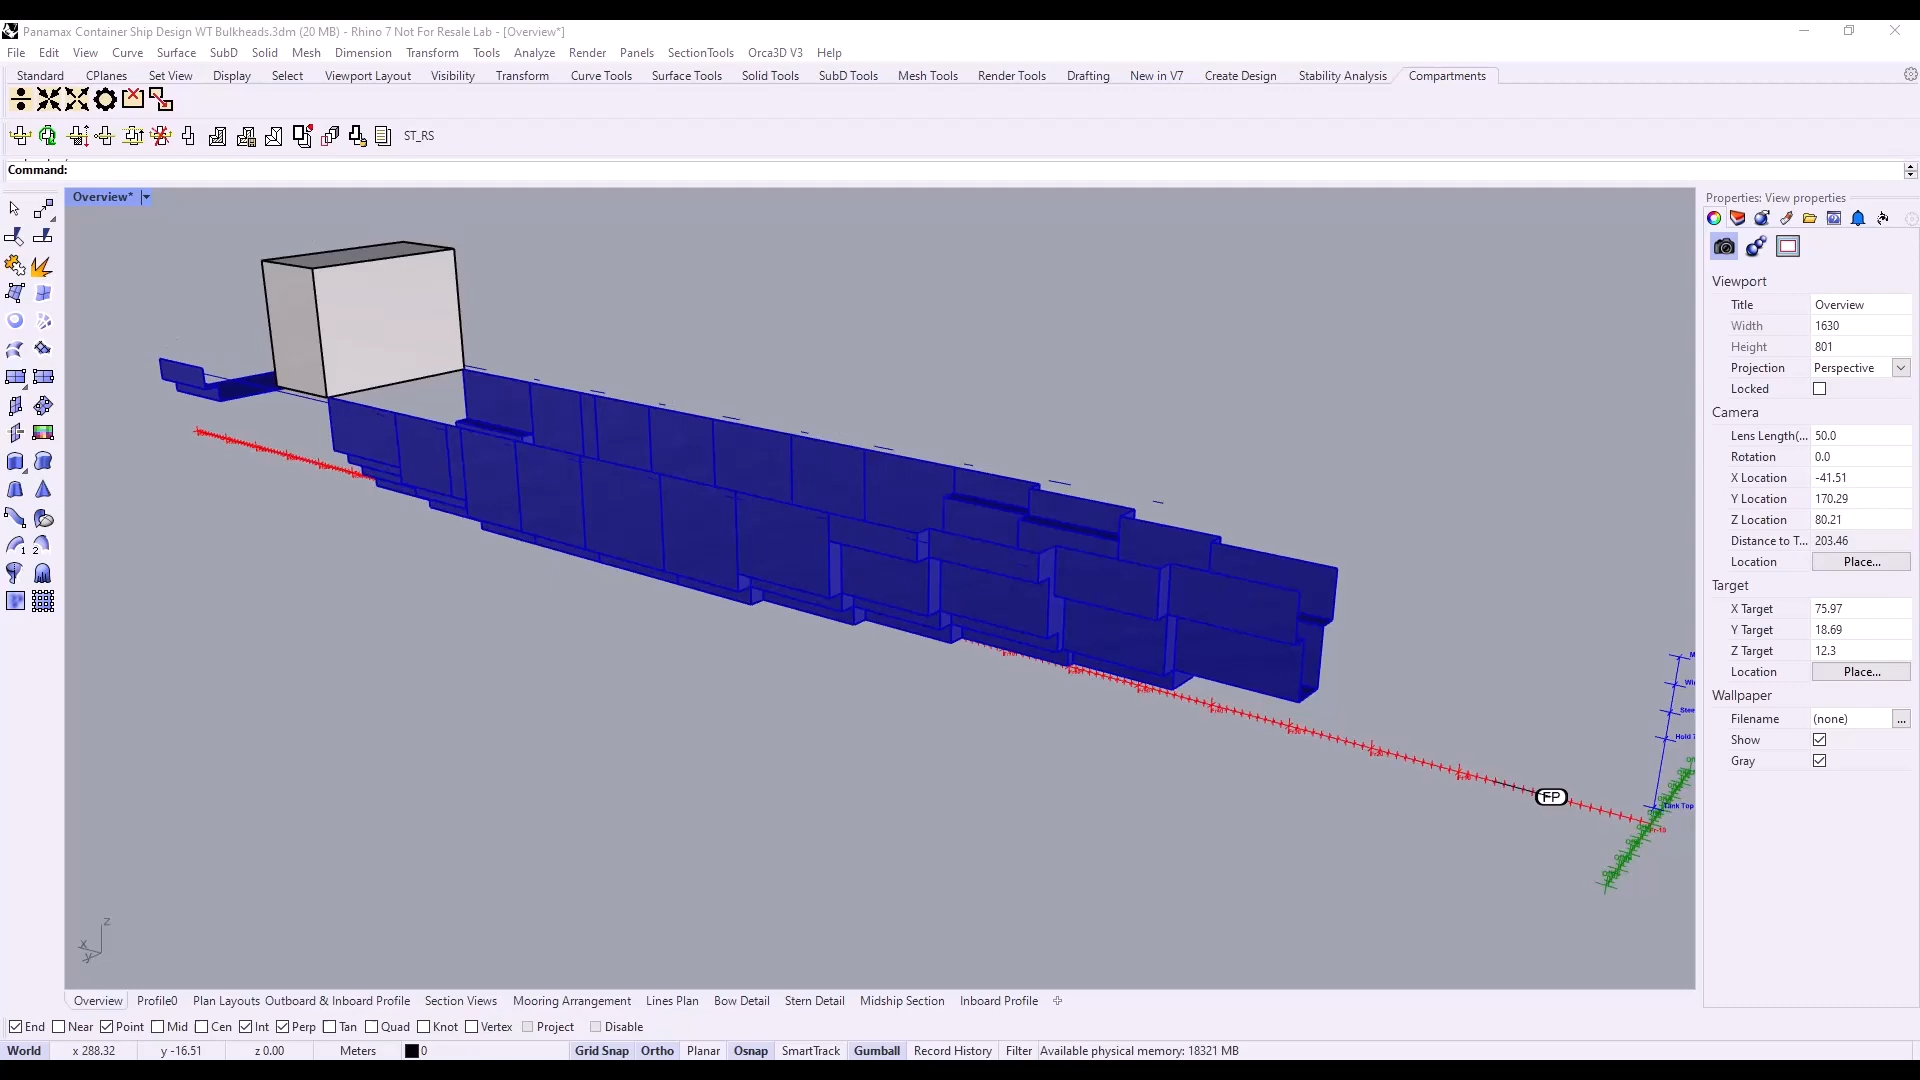 Panamax Container Ship Design WT Bulkheads.3dm (20 MB) - Rhino 7 Not For Resale Lab - [Overview*]
File Edit View Curve Surface SubD Solid Mesh Dimension Transform Tools Analyze Render Panels SectionTools Orca3D V3 Help
Standard CPlanes Set View Display Select Viewport Layout Visibility Transform Curve Tools Surface Tools Solid Tools SubD Tools Mesh Tools Render Tools Drafting New in V7 Create Design Stability Analysis Compartments
ST_RS
Command:
Overview*
Properties: View properties
Viewport
Title Overview
Width 1630
Height 801
Projection Perspective
Locked
Camera
Lens Length(...  50.0
Rotation 0.0
X Location -41.51
Y Location 170.29
Z Location 80.21
Distance to T... 203.46
Location Place...
Target
X Target 75.97
Y Target 18.69
Z Target 12.3
Location Place...
Wallpaper
Filename (none) ...
Show
Gray
Hold
Tank Top
FP
Fr-18
z
x
y
Overview Profile0 Plan Layouts Outboard & Inboard Profile Section Views Mooring Arrangement Lines Plan Bow Detail Stern Detail Midship Section Inboard Profile
End Near Point Mid Cen Int Perp Tan Quad Knot Vertex Project Disable
World x 288.32 y -16.51 z 0.00 Meters 0 Grid Snap Ortho Planar Osnap SmartTrack Gumball Record History Filter Available physical memory: 18321 MB